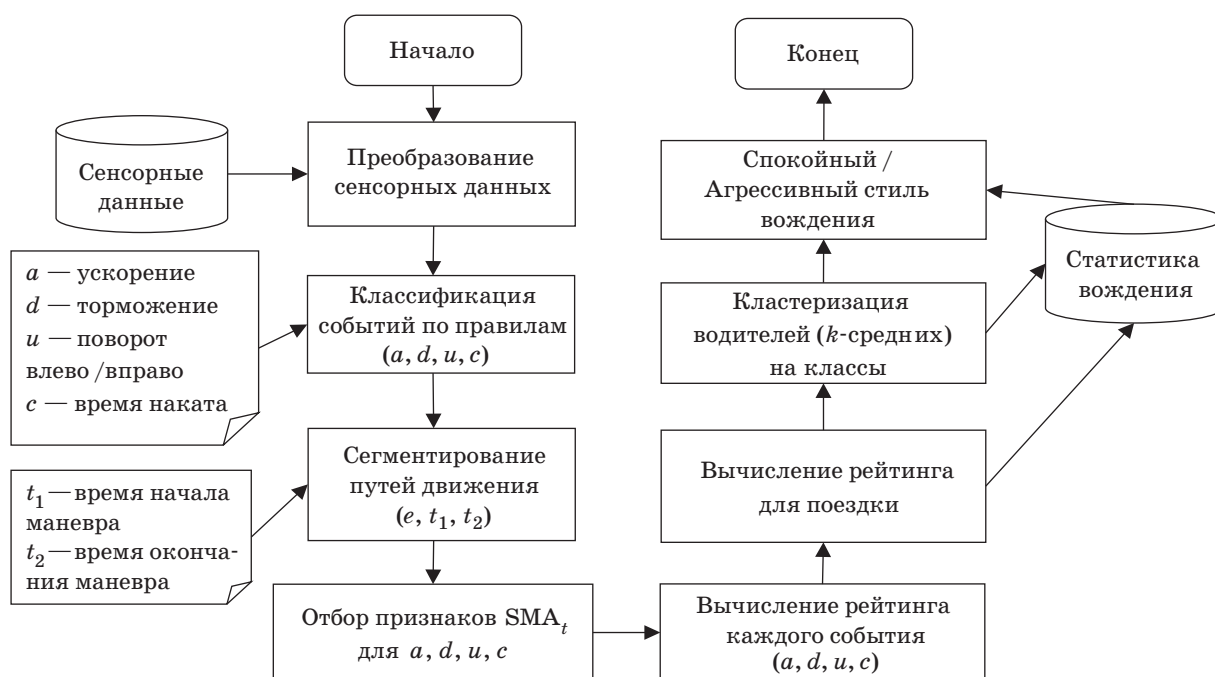 Начало
Сенсорные
данные
Преобразование
сенсорных данных
a — ускорение
d — торможение
u — поворот
влево /вправо
c — время наката
Классификация
событий по правилам
(a, d, u, c)
t₁ — время начала
маневра
t₂ — время оконча-
ния маневра
Сегментирование
путей движения
(e, t₁, t₂)
Отбор признаков SMAₜ
для a, d, u, c
Вычисление рейтинга
каждого события
(a, d, u, c)
Вычисление рейтинга
для поездки
Кластеризация
водителей (k-средних)
на классы
Статистика
вождения
Спокойный /
Агрессивный стиль
вождения
Конец